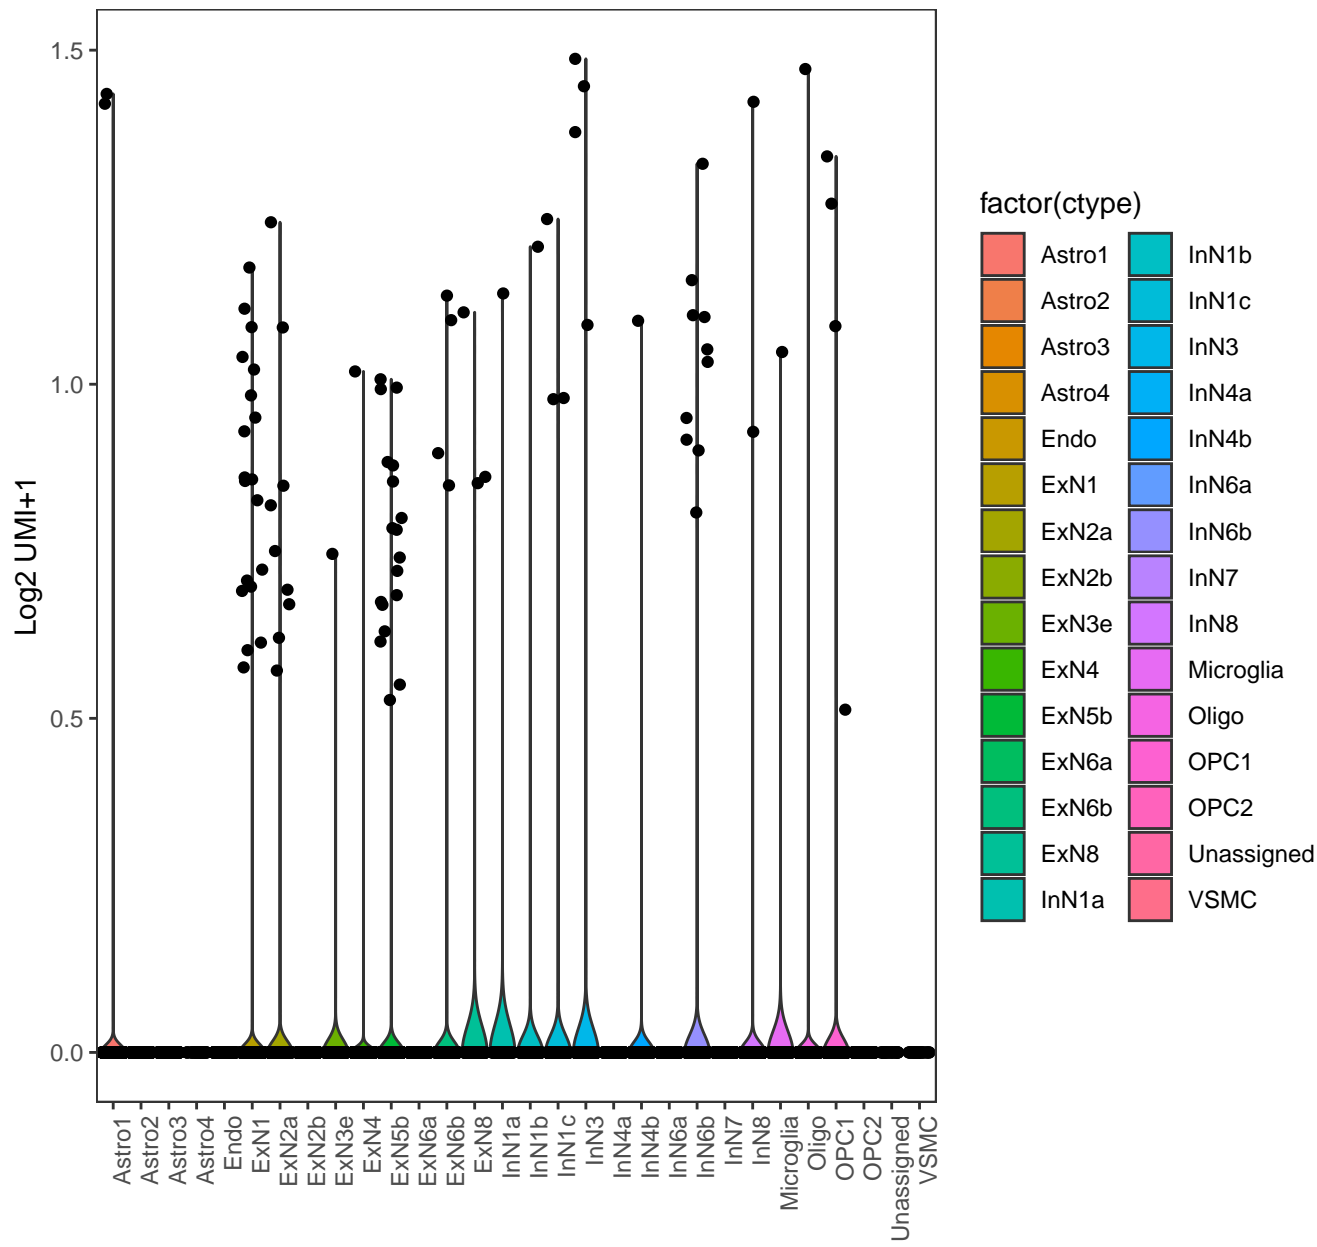 1.5
1.0
0.5
0.0
Log2 UMI+1
Astro1
Astro2
Astro3
Astro4
Endo
ExN1
ExN2a
ExN2b
ExN3e
ExN4
ExN5b
ExN6a
ExN6b
ExN8
InN1a
InN1b
InN1c
InN3
InN4a
InN4b
InN6a
InN6b
InN7
InN8
Microglia
Oligo
OPC1
OPC2
Unassigned
VSMC
factor(ctype)
Astro1
Astro2
Astro3
Astro4
Endo
ExN1
ExN2a
ExN2b
ExN3e
ExN4
ExN5b
ExN6a
ExN6b
ExN8
InN1a
InN1b
InN1c
InN3
InN4a
InN4b
InN6a
InN6b
InN7
InN8
Microglia
Oligo
OPC1
OPC2
Unassigned
VSMC